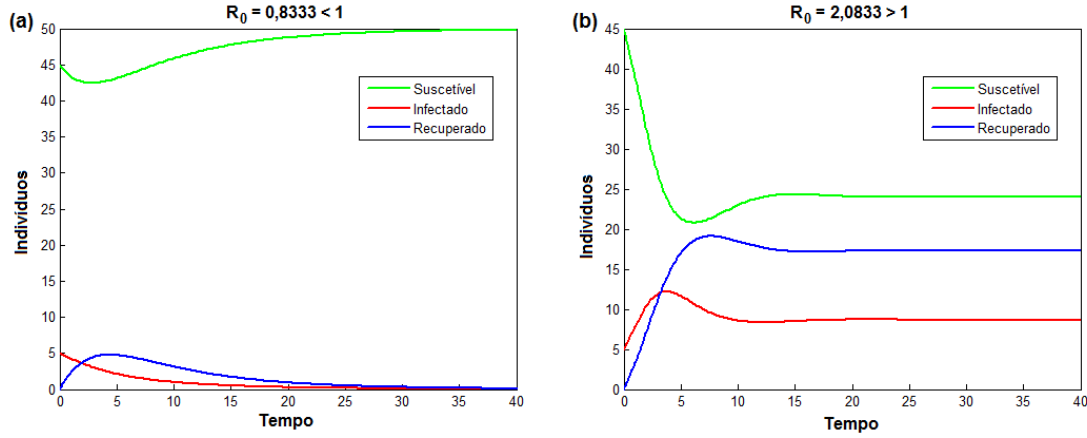 (a)
R0 = 0,8333 < 1
50
45
40
35
30
25
20
15
10
5
0
Indivíduos
Suscetível
Infectado
Recuperado
0 5 10 15 20 25 30 35 40
Tempo
(b)
R0 = 2,0833 > 1
45
40
35
30
25
20
15
10
5
0
Indivíduos
Suscetível
Infectado
Recuperado
0 5 10 15 20 25 30 35 40
Tempo